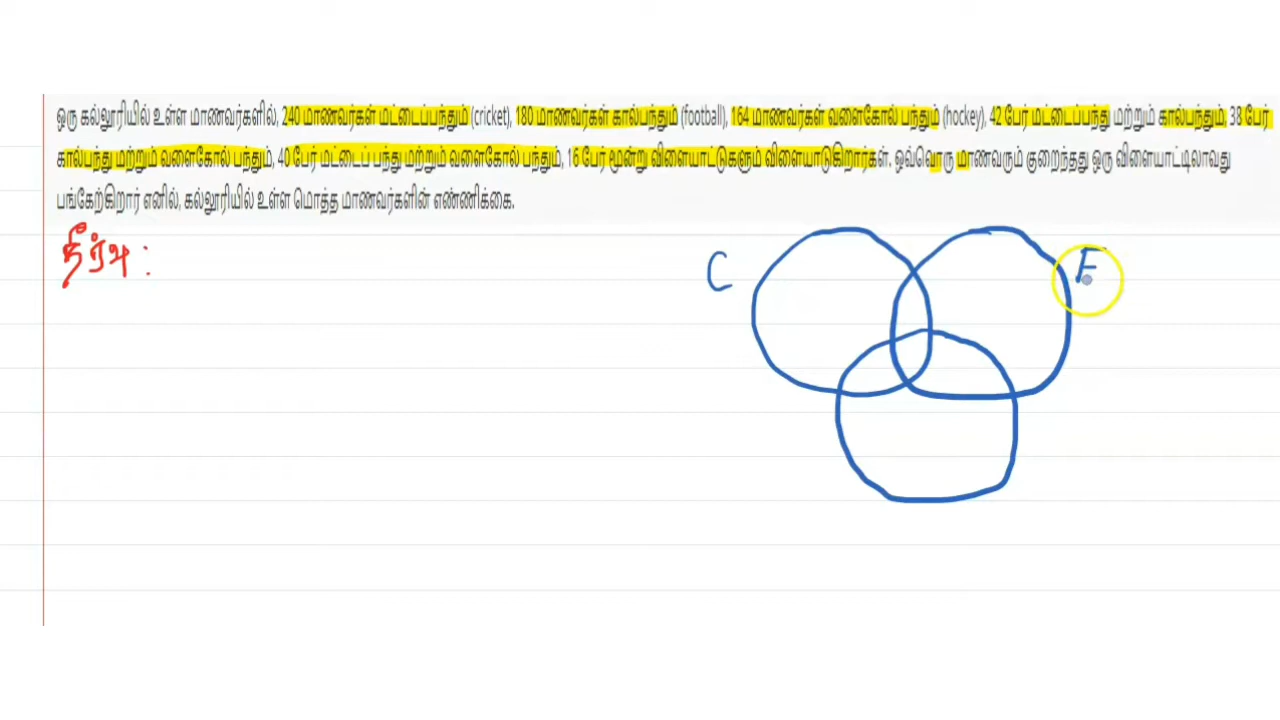 ஒரு கல்லூரியில் உள்ள மாணவர்களில், 240 மாணவர்கள் மட்டைப்பந்தும் (cricket), 180 மாணவர்கள் கால்பந்தும் (football), 164 மாணவர்கள் வளைகோல் பந்தும் (hockey), 42 பேர் மட்டைப்பந்து மற்றும் கால்பந்தும், 38 பேர்
கால்பந்து மற்றும் வளைகோல் பந்தும், 40 பேர் மட்டைப் பந்து மற்றும் வளைகோல் பந்தும், 16 பேர் மூன்று விளையாட்டுகளும் விளையாடுகிறார்கள். ஒவ்வொரு மாணவரும் குறைந்தது ஒரு விளையாட்டிலாவது
பங்கேற்கிறார் எனில், கல்லூரியில் உள்ள மொத்த மாணவர்களின் எண்ணிக்கை.
தீர்வு :
C F